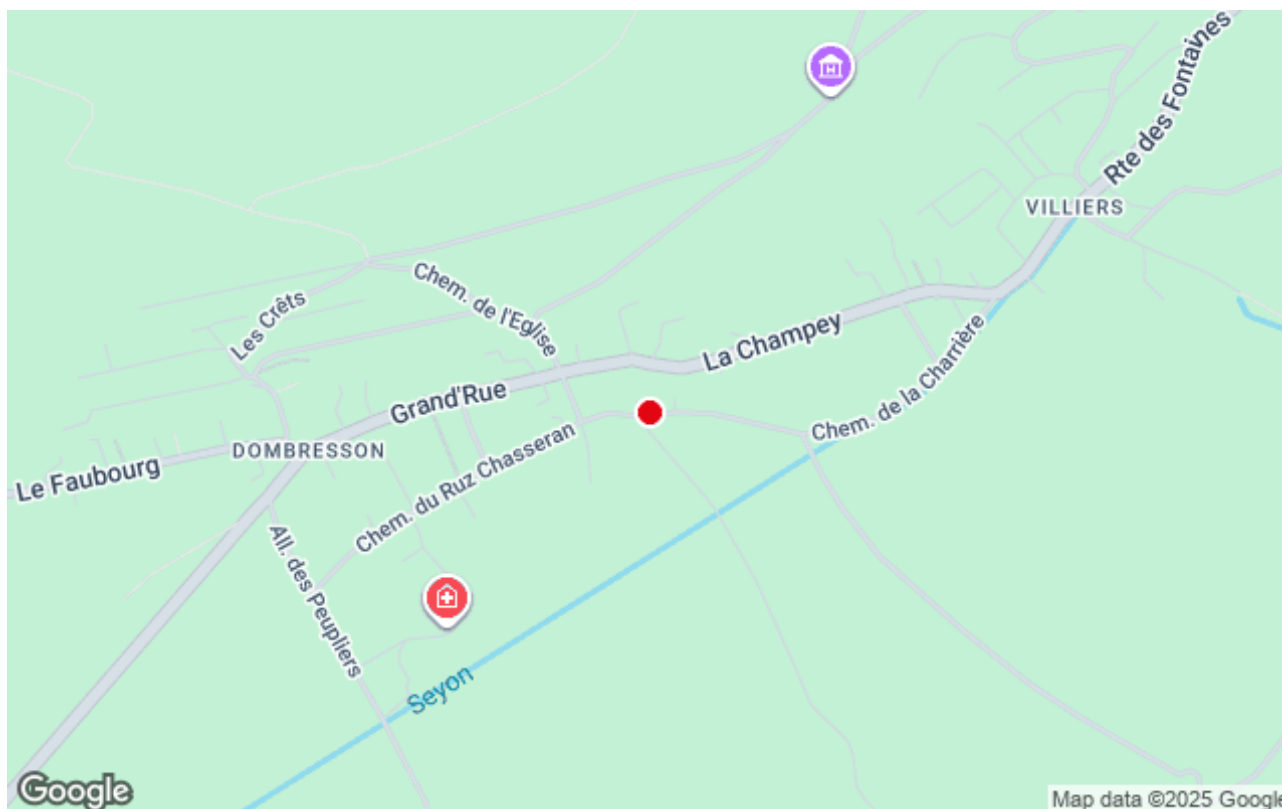 Rte des Fontaines
VILLIERS
Chem. de l'Eglise
Les Crêts
La Champey
Grand'Rue
Chem. de la Charrière
DOMBRESSON
Le Faubourg
Chem. du Ruz Chasseran
All. des Peupliers
Seyon
Google
Map data ©2025 Google